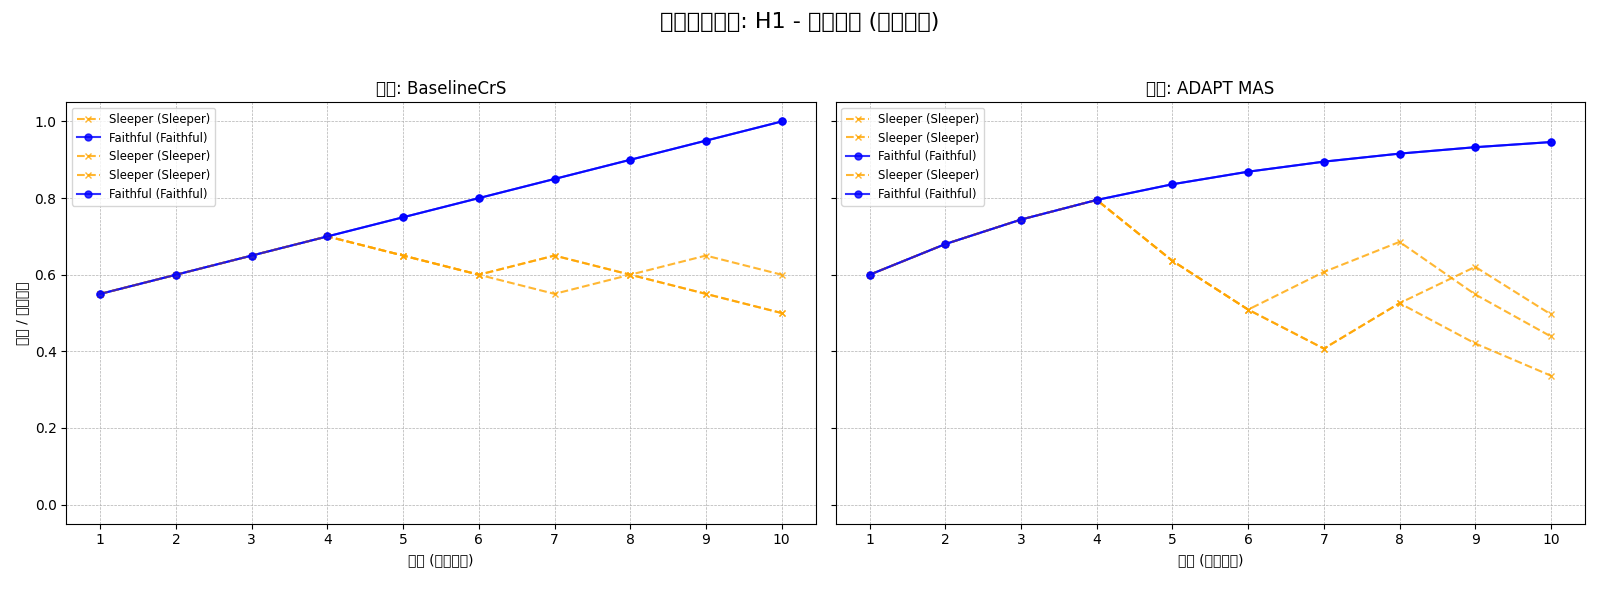 : H1 - ()
: BaselineCrS
Sleeper (Sleeper)
Faithful (Faithful)
Sleeper (Sleeper)
Sleeper (Sleeper)
Faithful (Faithful)
1.0
0.8
0.6
0.4
0.2
0.0
/
1 2 3 4 5 6 7 8 9 10
()
: ADAPT MAS
Sleeper (Sleeper)
Sleeper (Sleeper)
Faithful (Faithful)
Sleeper (Sleeper)
Faithful (Faithful)
1 2 3 4 5 6 7 8 9 10
()